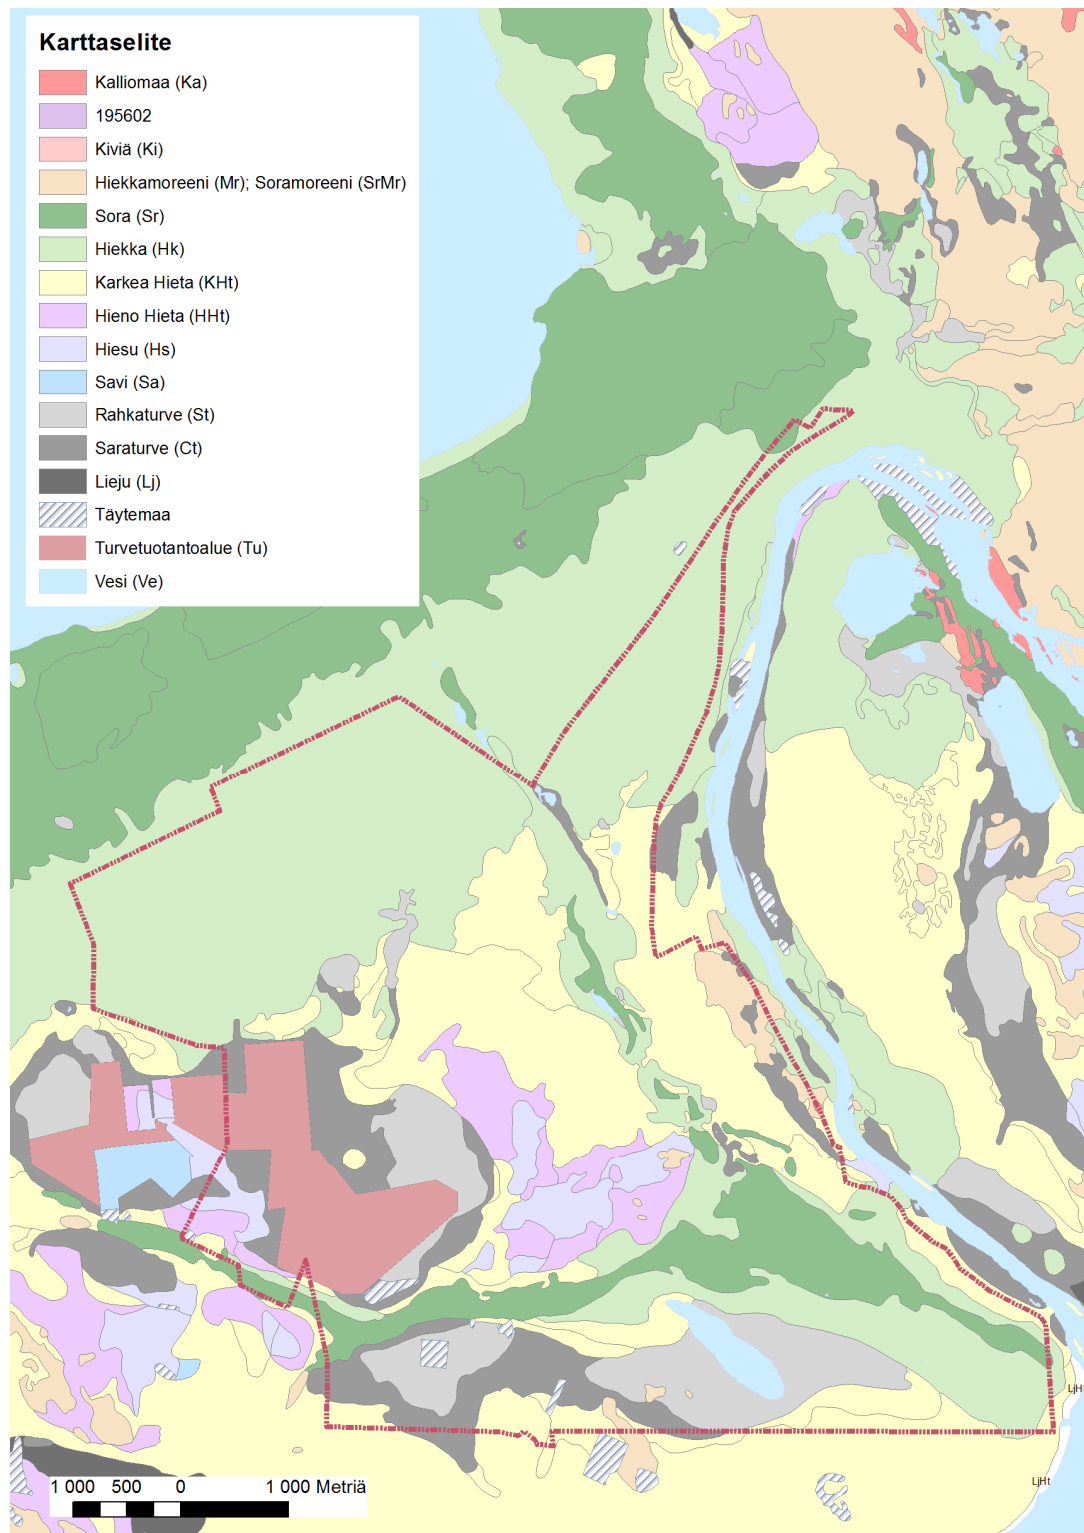 Karttaselite
Kalliomaa (Ka)
195602
Kiviä (Ki)
Hiekkamoreeni (Mr); Soramoreeni (SrMr)
Sora (Sr)
Hiekka (Hk)
Karkea Hieta (KHt)
Hieno Hieta (HHt)
Hiesu (Hs)
Savi (Sa)
Rahkaturve (St)
Saraturve (Ct)
Lieju (Lj)
Täytemaa
Turvetuotantoalue (Tu)
Vesi (Ve)
LjHt
LjHt
1 000 500 0 1 000 Metriä